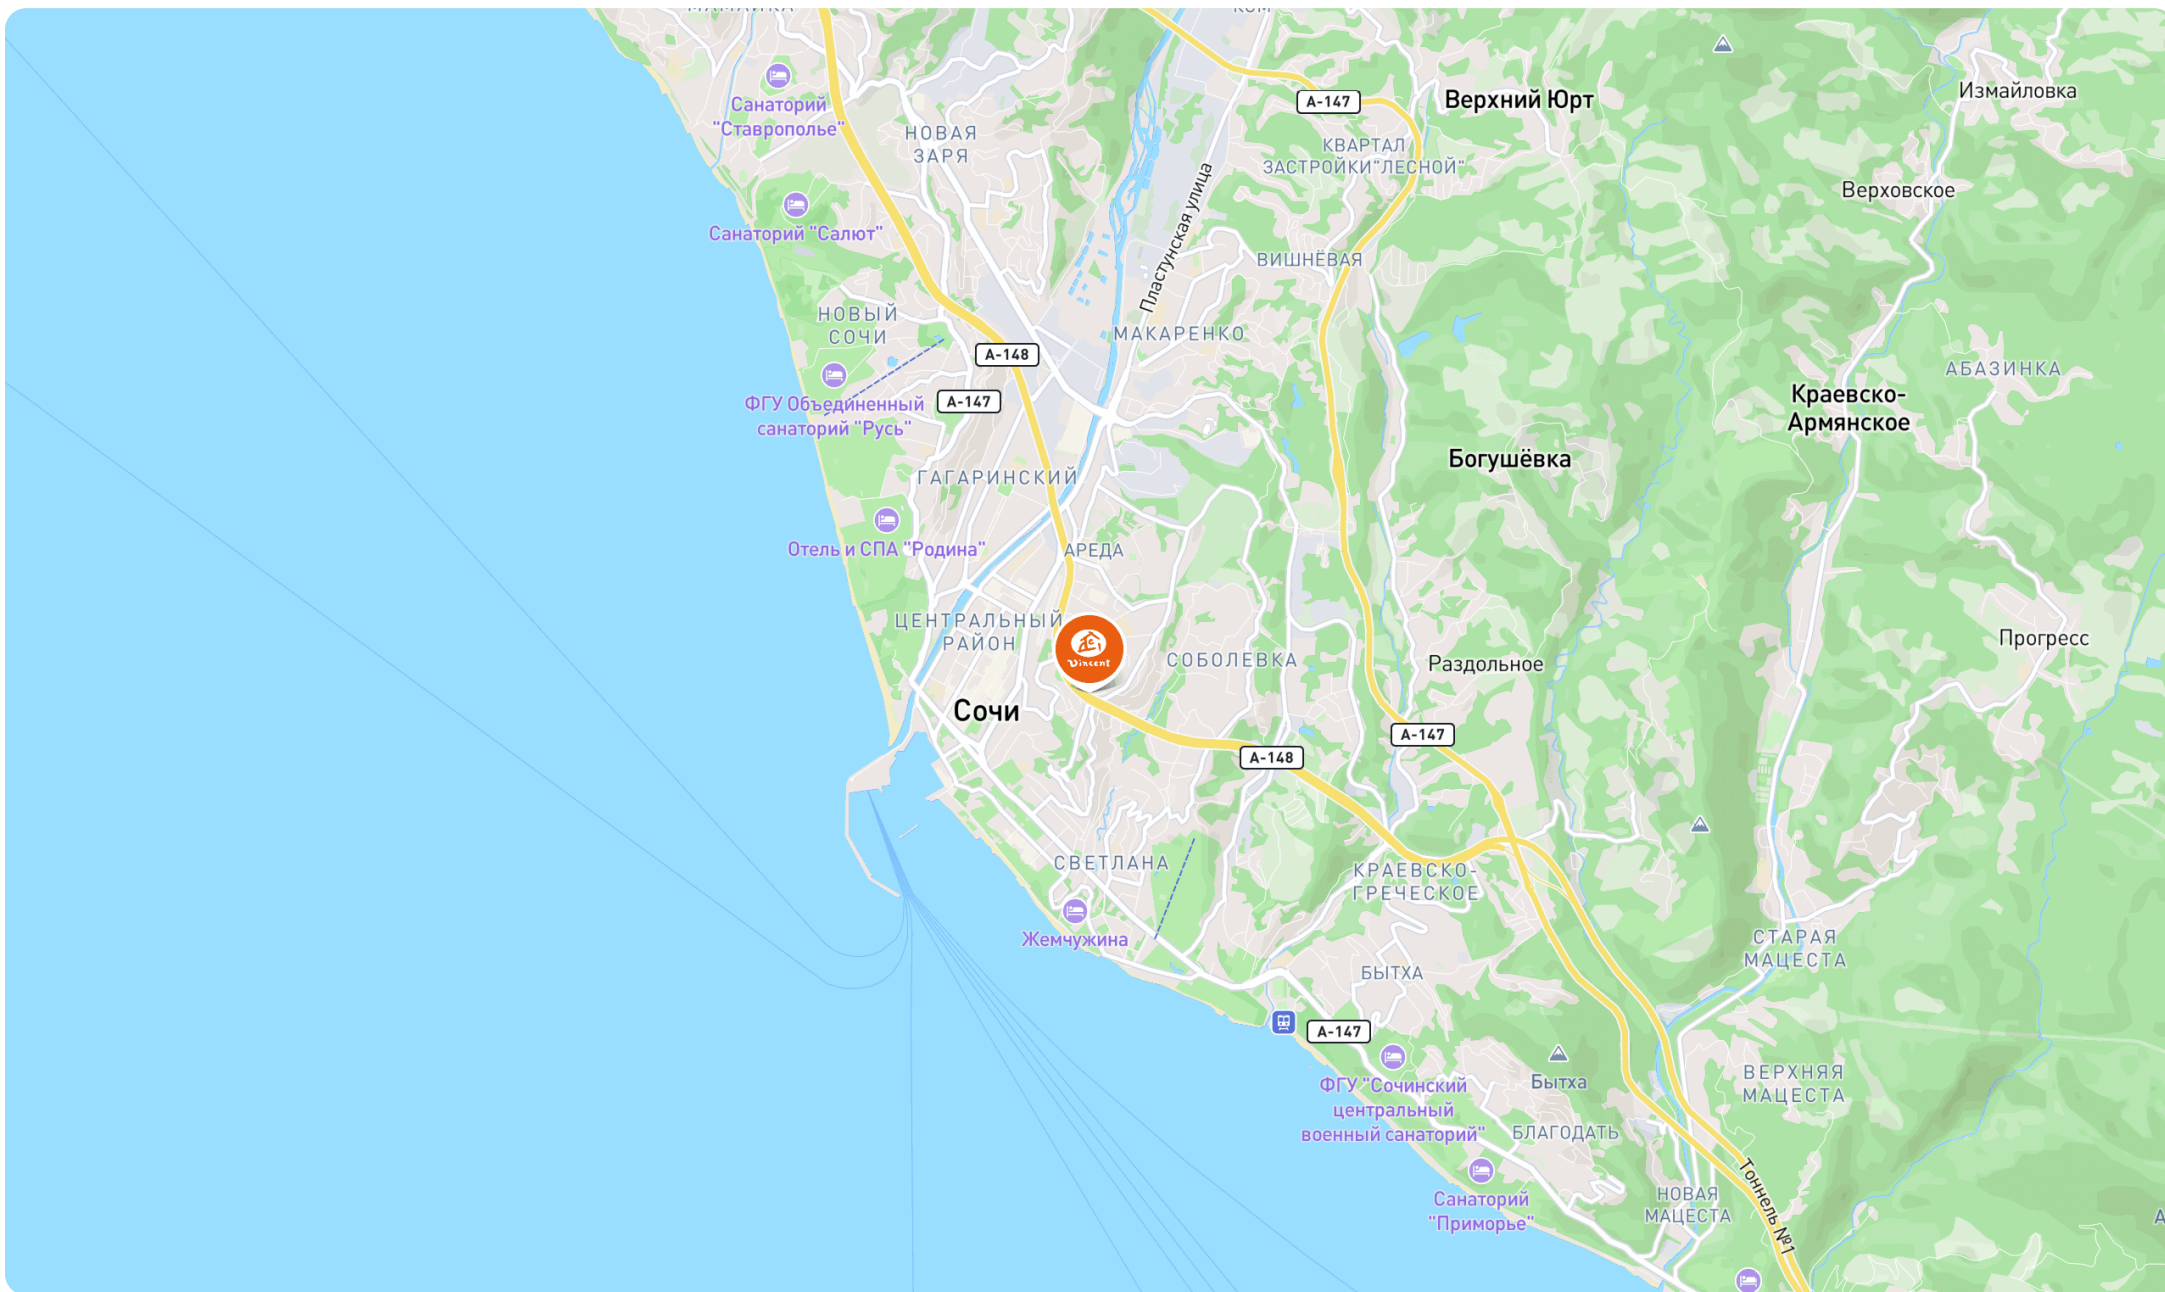 Санаторий
"Ставрополье"
НОВАЯ
ЗАРЯ
А-147
Верхний Юрт
Измайловка
КВАРТАЛ
ЗАСТРОЙКИ"ЛЕСНОЙ"
Верховское
Санаторий "Салют"
Пластунская улица
ВИШНЁВАЯ
НОВЫЙ
СОЧИ
МАКАРЕНКО
А-148
АБАЗИНКА
А-147
ФГУ Объединенный
санаторий "Русь"
Краевско-
Армянское
Богушёвка
ГАГАРИНСКИЙ
Отель и СПА "Родина"
АРЕДА
ЦЕНТРАЛЬНЫЙ
РАЙОН
Vincent
СОБОЛЕВКА
Раздольное
Прогресс
Сочи
А-147
А-148
СВЕТЛАНА
КРАЕВСКО-
ГРЕЧЕСКОЕ
Жемчужина
СТАРАЯ
МАЦЕСТА
БЫТХА
А-147
ФГУ "Сочинский
центральный
военный санаторий"
Бытха
ВЕРХНЯЯ
МАЦЕСТА
БЛАГОДАТЬ
Санаторий
"Приморье"
НОВАЯ
МАЦЕСТА
Тоннель №1